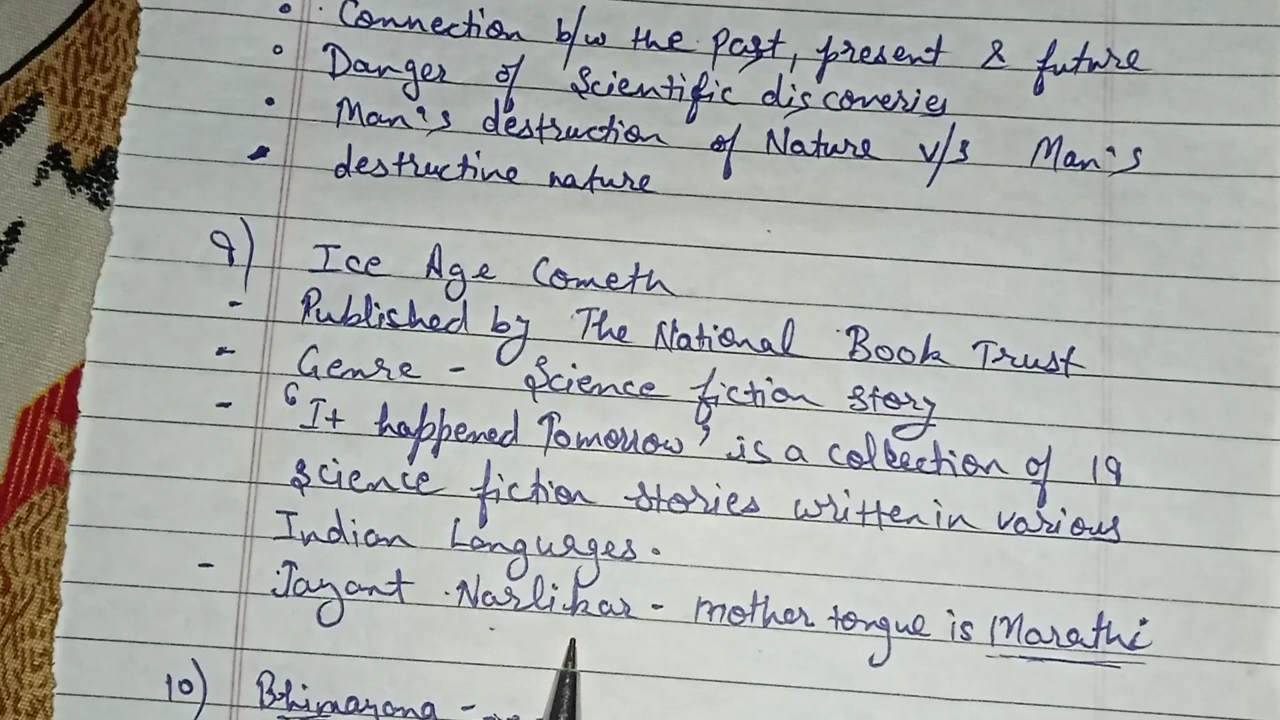 • Connection b/w the past, present & future
• Danger of Scientific discoveries
• Man's destruction of Nature v/s Man's
• destructive nature
9) Ice Age Cometh
- Published by The National Book Trust
- Genre - Science fiction story
- 'It happened Tomorrow' is a collection of 19
Science fiction stories written in various
Indian Languages.
- Jayant Narlikar - mother tongue is Marathi
10) Bhimayana -